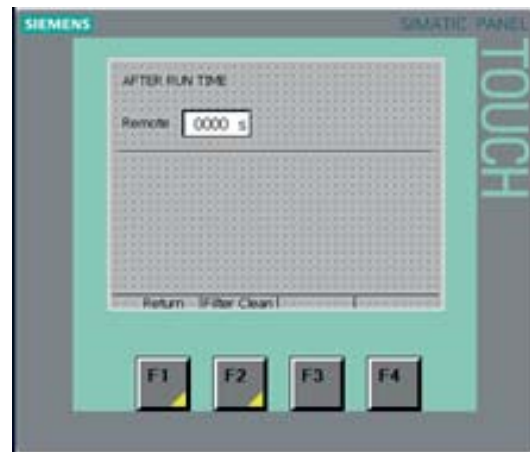 SIEMENS
SIMATIC PANEL
TOUCH
AFTER RUN TIME
Remote 0000 s
Return Filter Clean
F1 F2 F3 F4